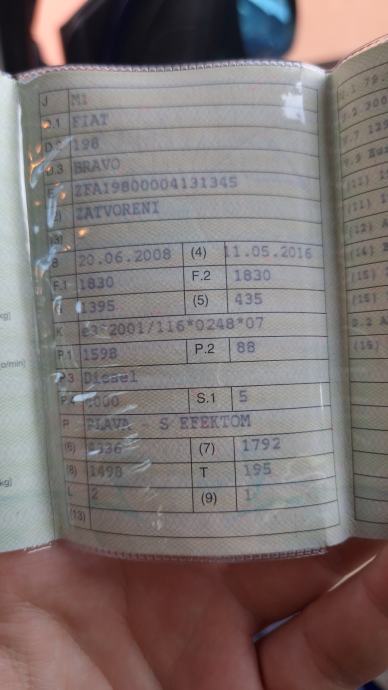 J M1
D.1 FIAT
D.2 198
D.3 BRAVO
E ZFA19800004131345
ZATVORENI
B 20.06.2008 (4) 11.05.2016
F.1 1830 F.2 1830
1395 (5) 435
K e3*2001/116*0248*07
P.1 1598 P.2 88
P.3 Diesel
4000 S.1 5
R PLAVA - S EFEKTOM
(6) 4336 (7) 1792
(8) 1498 T 195
L 2 (9) 1
(13)